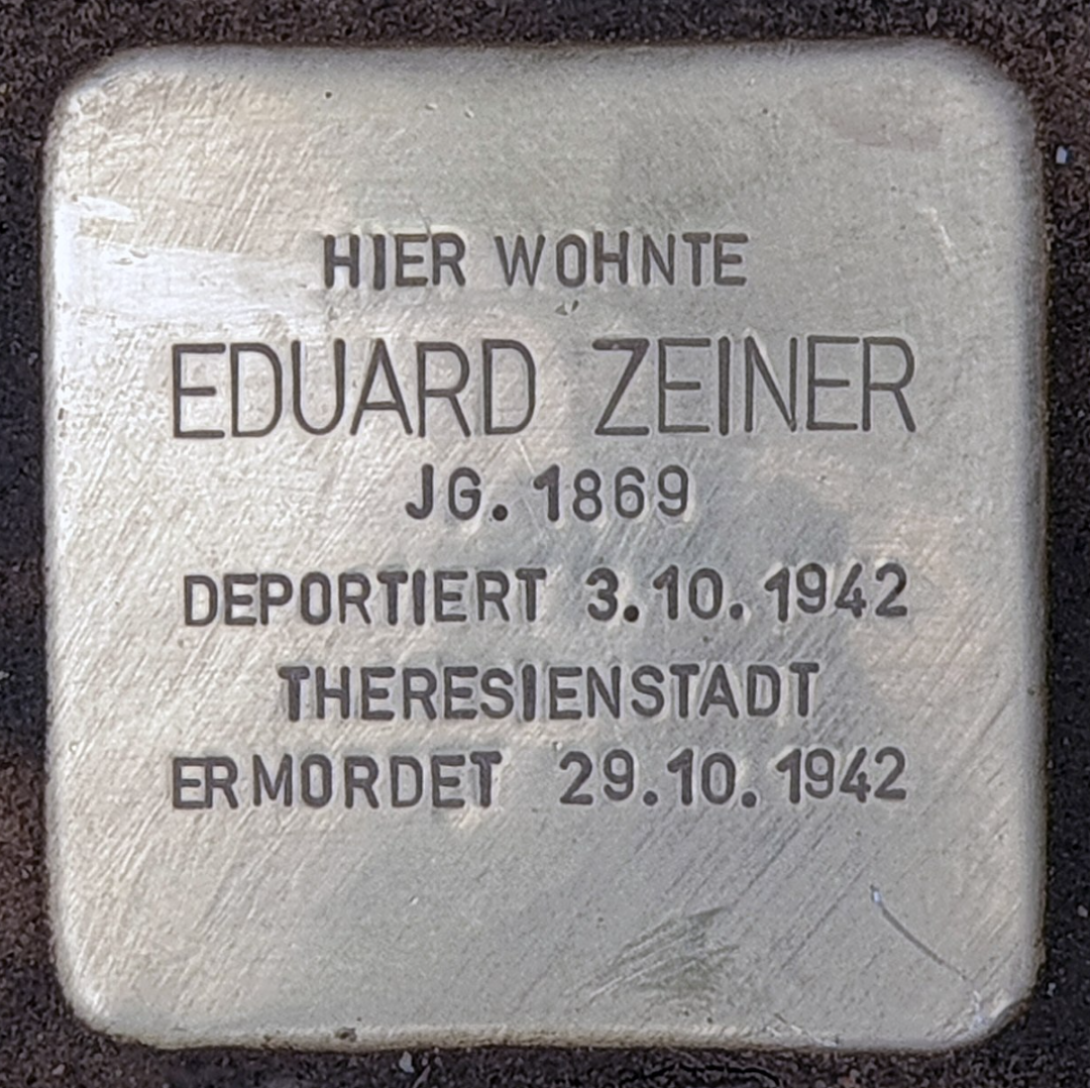 HIER WOHNTE
EDUARD ZEINER
JG. 1869
DEPORTIERT 3.10.1942
THERESIENSTADT
ERMORDET 29.10.1942